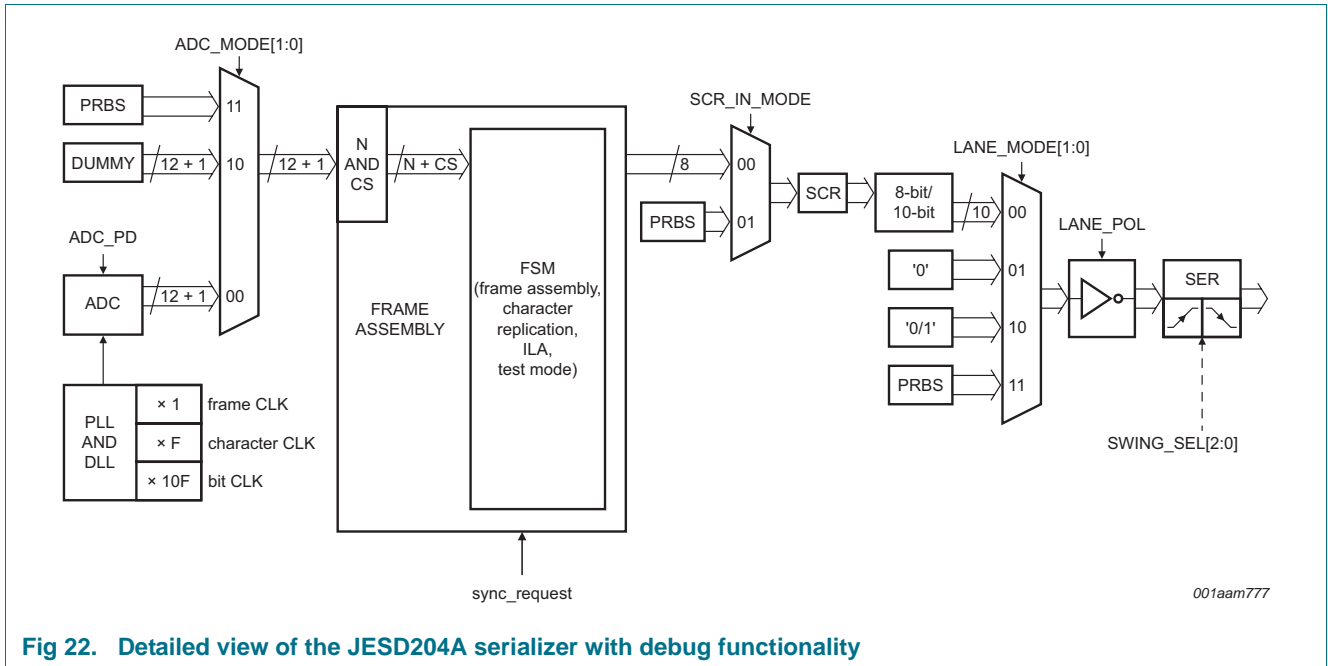 ADC_MODE[1:0]
PRBS
11
DUMMY
12 + 1
10
12 + 1
ADC_PD
ADC
12 + 1
00
PLL
AND
DLL
× 1
frame CLK
× F
character CLK
× 10F
bit CLK
N
AND
CS
N + CS
FRAME
ASSEMBLY
FSM
(frame assembly,
character
replication,
ILA,
test mode)
sync_request
SCR_IN_MODE
8
00
PRBS
01
SCR
8-bit/
10-bit
10
LANE_MODE[1:0]
00
'0'
01
'0/1'
10
PRBS
11
LANE_POL
SER
SWING_SEL[2:0]
001aam777
Fig 22. Detailed view of the JESD204A serializer with debug functionality